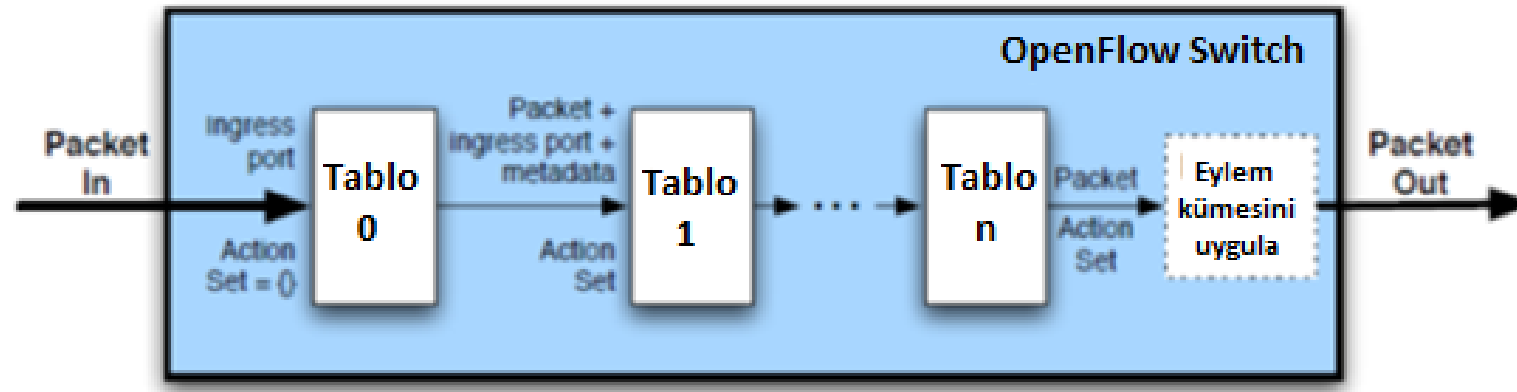 OpenFlow Switch
Packet
In
Ingress
port
Action
Set = {}
Tablo
0
Packet +
ingress port +
metadata
Action
Set
Tablo
1
...
Tablo
n
Packet
Action
Set
Eylem
kümesini
uygula
Packet
Out